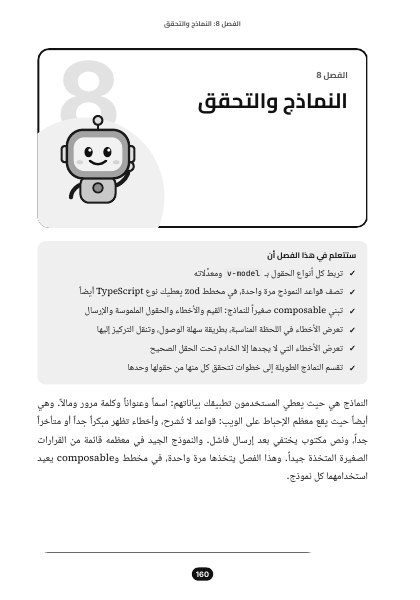 الفصل 8: النماذج والتحقق
8
الفصل 8
النماذج والتحقق
ستتعلم في هذا الفصل أن
✓ تربط كل أنواع الحقول بـ v-model ومعدِّلاته
✓ تصف قواعد النموذج مرة واحدة، في مخطط zod يعطيك نوع TypeScript أيضاً
✓ تبني composable صغيراً للنماذج: القيم والأخطاء والحقول الملموسة والإرسال
✓ تعرض الأخطاء في اللحظة المناسبة، بطريقة سهلة الوصول، وتنقل التركيز إليها
✓ تعرض الأخطاء التي لا يجدها إلا الخادم تحت الحقل الصحيح
✓ تقسم النماذج الطويلة إلى خطوات تتحقق كل منها من حقولها وحدها
النماذج هي حيث يعطي المستخدمون تطبيقك بياناتهم: اسماً وعنواناً وكلمة مرور ومالاً. وهي
أيضاً حيث يقع معظم الإحباط على الويب: قواعد لا تُشرح، وأخطاء تظهر مبكراً جداً أو متأخراً
جداً، ونص مكتوب يختفي بعد إرسال فاشل. والنموذج الجيد في معظمه قائمة من القرارات
الصغيرة المتخذة جيداً. وهذا الفصل يتخذها مرة واحدة، في مخطط وcomposable يعيد
استخدامهما كل نموذج.
160